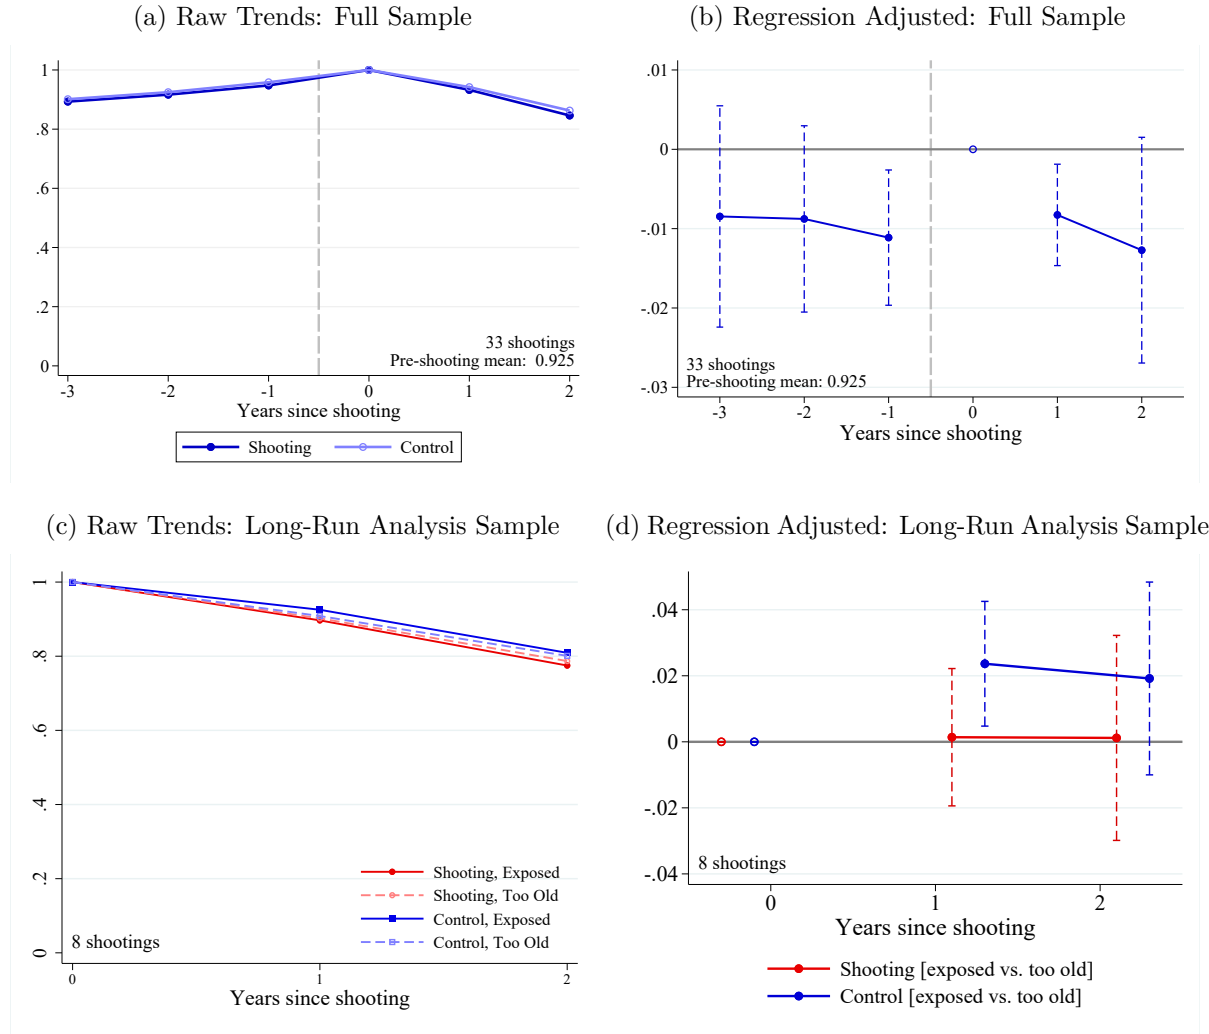 (a) Raw Trends: Full Sample
1
.8
.6
.4
.2
0
33 shootings
Pre-shooting mean: 0.925
-3 -2 -1 0 1 2
Years since shooting
Shooting Control
(b) Regression Adjusted: Full Sample
.01
0
-.01
-.02
-.03
33 shootings
Pre-shooting mean: 0.925
-3 -2 -1 0 1 2
Years since shooting
(c) Raw Trends: Long-Run Analysis Sample
1
.8
.6
.4
.2
0
Shooting, Exposed
Shooting, Too Old
Control, Exposed
Control, Too Old
8 shootings
0 1 2
Years since shooting
(d) Regression Adjusted: Long-Run Analysis Sample
.04
.02
0
-.02
-.04
8 shootings
0 1 2
Years since shooting
Shooting [exposed vs. too old]
Control [exposed vs. too old]